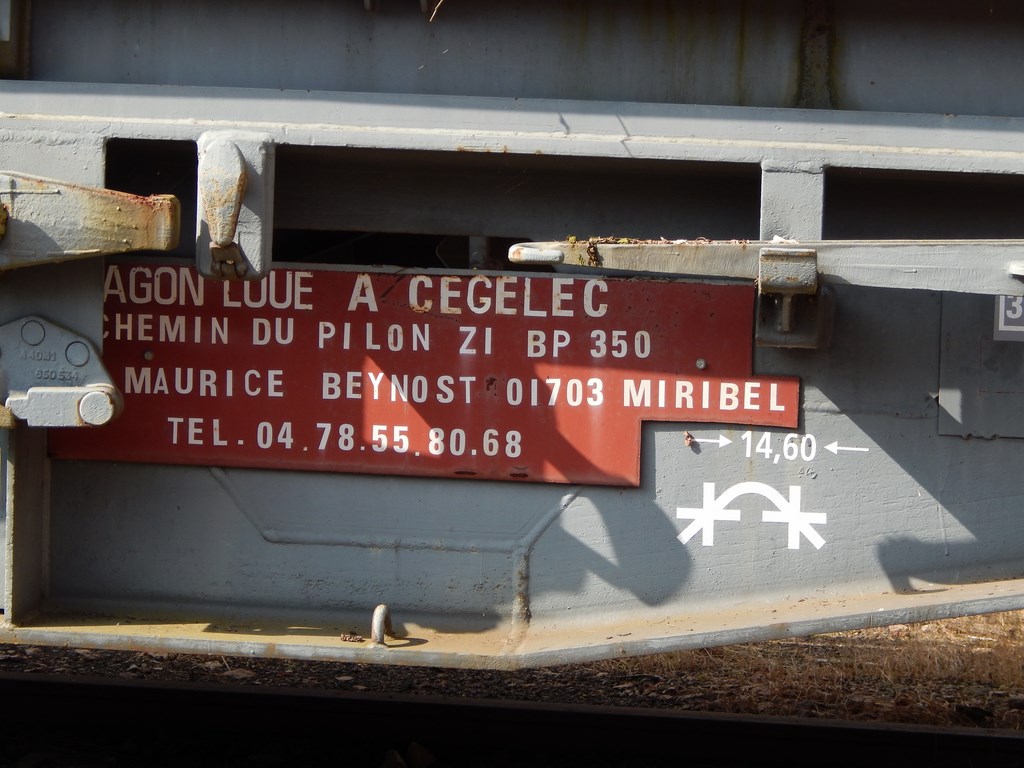 AGON LOUE A CEGELEC
CHEMIN DU PILON ZI BP 350
MAURICE BEYNOST 01703 MIRIBEL
TEL. 04.78.55.80.68
14,60
3